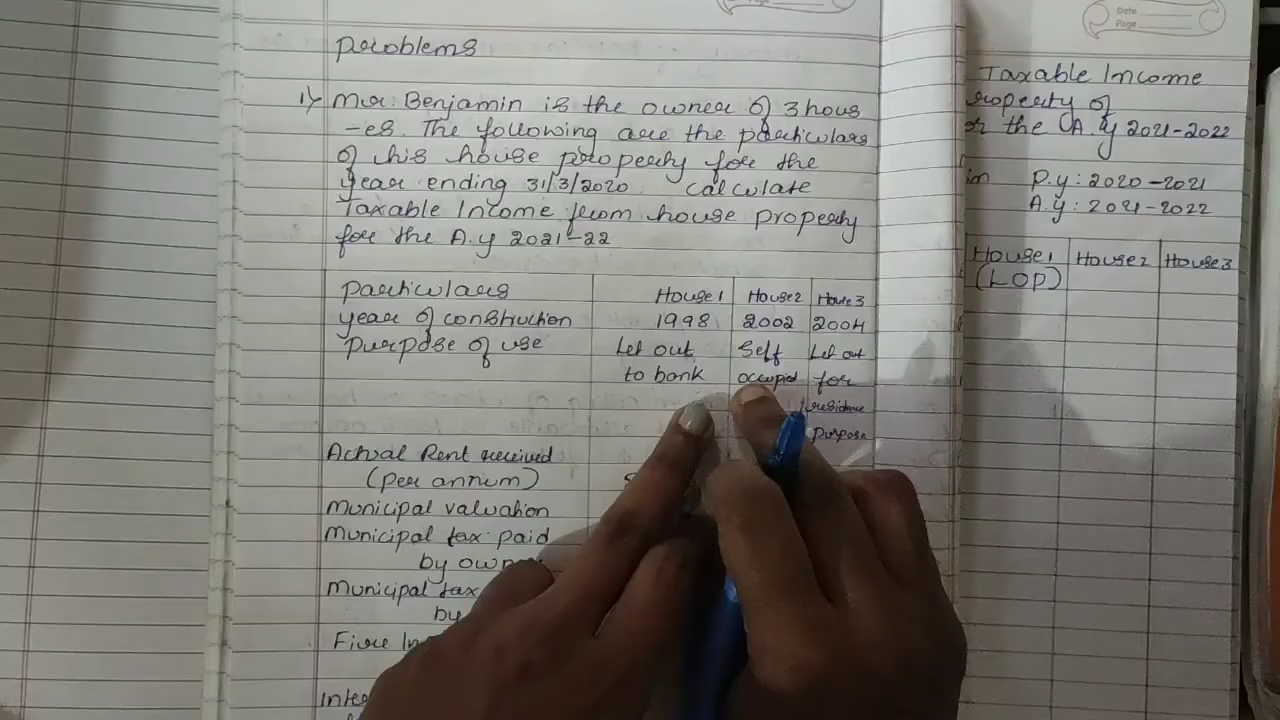 Problems
1) Mr. Benjamin is the owner of 3 hous
-es. The following are the particulars
of his house property for the
year ending 31/3/2020. Calculate
Taxable Income from house property
for the A.y 2021-22
Particulars House1 House2 House3
year of construction 1998 2002 2004
purpose of use Let out Self Let out
to bank occupied for
residence
purpose
Actual Rent received
(per annum)
Municipal valuation
Municipal tax paid
by
Municipal tax
by
Fire
Date
Page
Taxable Income
property of
for the A.y 2021-2022
P.y: 2020-2021
A.y: 2021-2022
House1 House2 House3
(LOP)